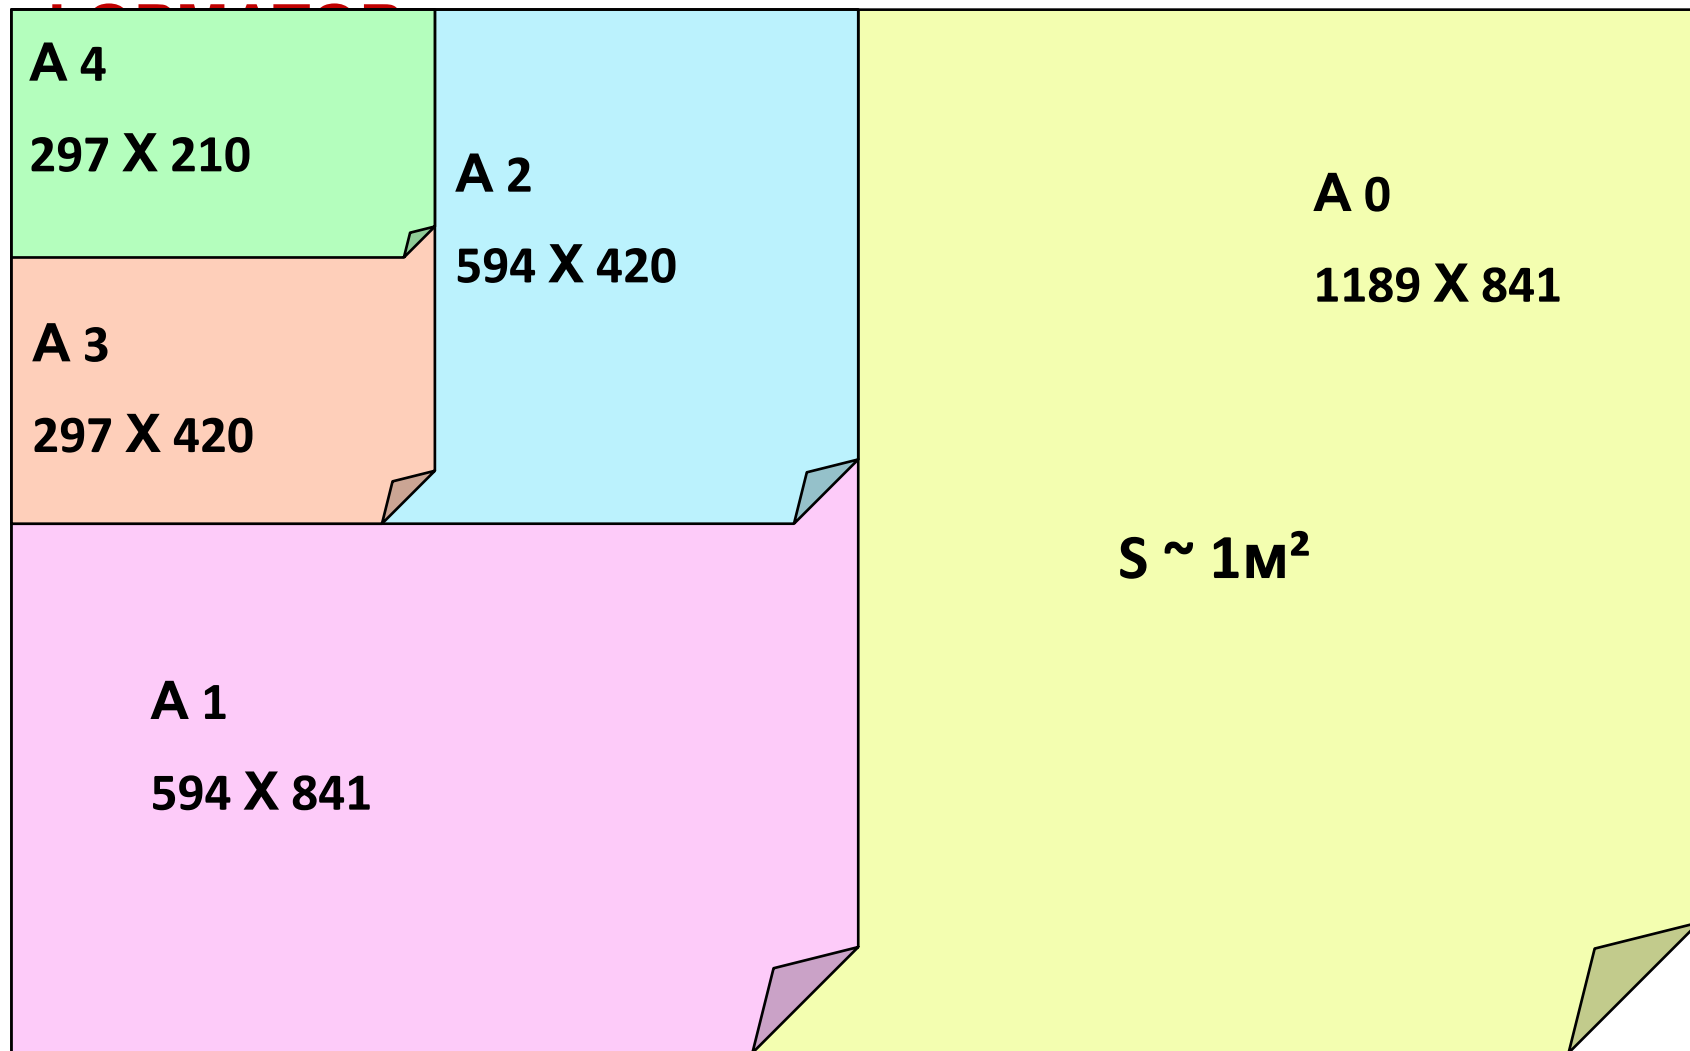 А 4
297 Х 210
А 2
594 Х 420
А 0
1189 Х 841
А 3
297 Х 420
S ~ 1м²
А 1
594 Х 841